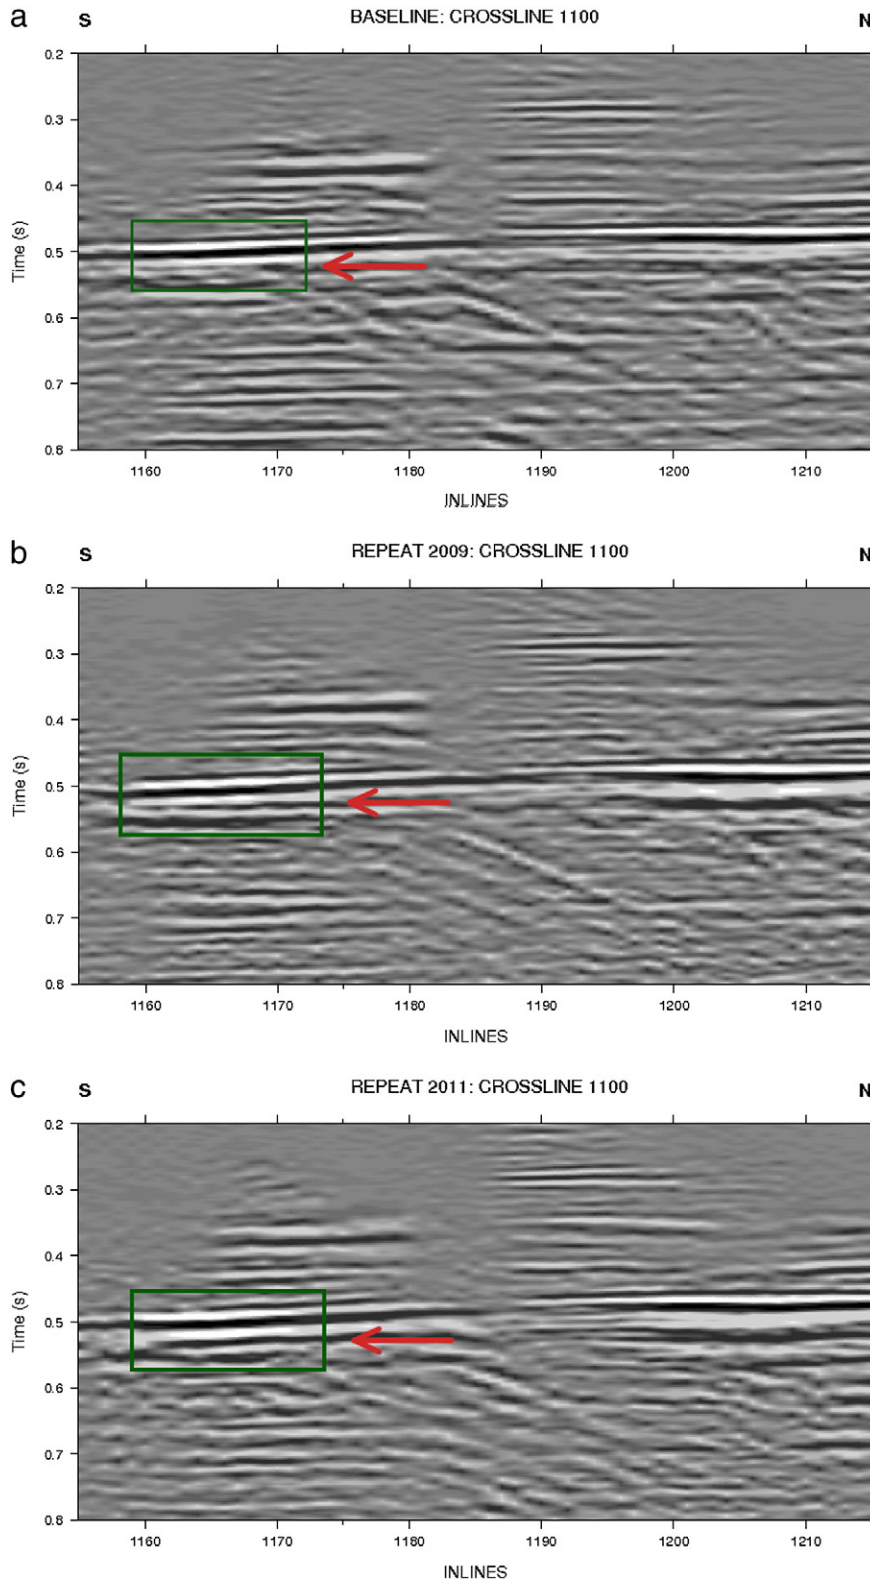 a S BASELINE: CROSSLINE 1100 N
0.2
0.3
0.4
0.5
0.6
0.7
0.8
Time (s)
1160 1170 1180 1190 1200 1210
INLINES
b S REPEAT 2009: CROSSLINE 1100 N
0.2
0.3
0.4
0.5
0.6
0.7
0.8
Time (s)
1160 1170 1180 1190 1200 1210
INLINES
c S REPEAT 2011: CROSSLINE 1100 N
0.2
0.3
0.4
0.5
0.6
0.7
0.8
Time (s)
1160 1170 1180 1190 1200 1210
INLINES